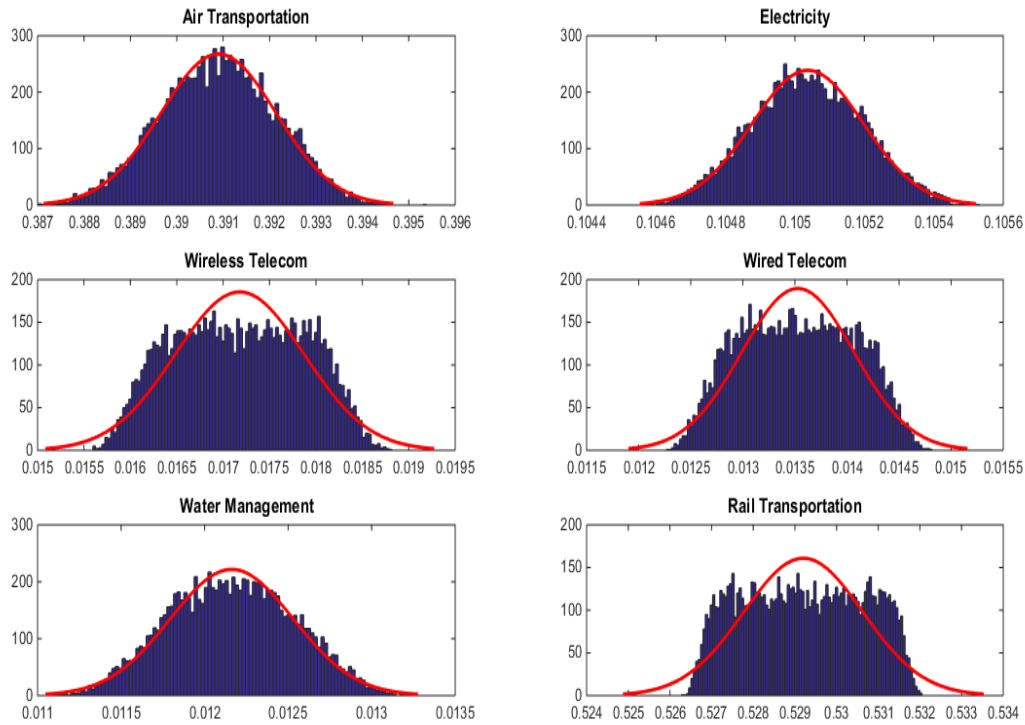 Air Transportation
300
200
100
0
0.387 0.388 0.389 0.39 0.391 0.392 0.393 0.394 0.395 0.396
Electricity
300
200
100
0
0.1044 0.1046 0.1048 0.105 0.1052 0.1054 0.1056
Wireless Telecom
200
150
100
50
0
0.015 0.0155 0.016 0.0165 0.017 0.0175 0.018 0.0185 0.019 0.0195
Wired Telecom
200
150
100
50
0
0.0115 0.012 0.0125 0.013 0.0135 0.014 0.0145 0.015 0.0155
Water Management
300
200
100
0
0.011 0.0115 0.012 0.0125 0.013 0.0135
Rail Transportation
200
150
100
50
0
0.524 0.525 0.526 0.527 0.528 0.529 0.53 0.531 0.532 0.533 0.534